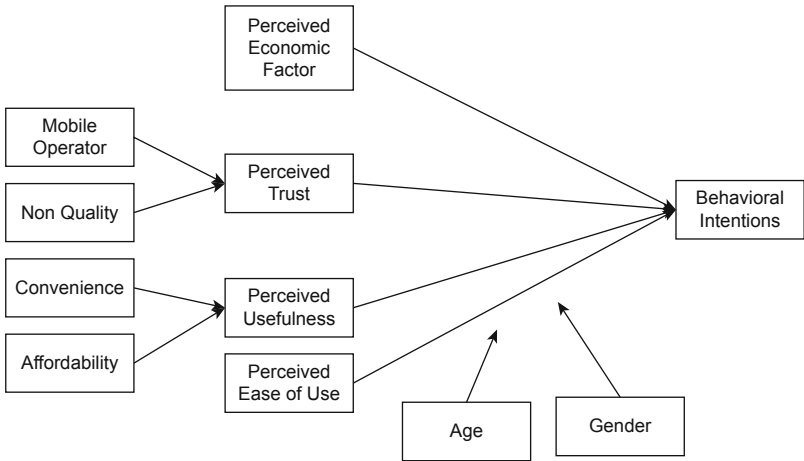 Perceived
Economic
Factor
Mobile
Operator
Perceived
Trust
Non Quality
Behavioral
Intentions
Convenience
Perceived
Usefulness
Affordability
Perceived
Ease of Use
Age
Gender